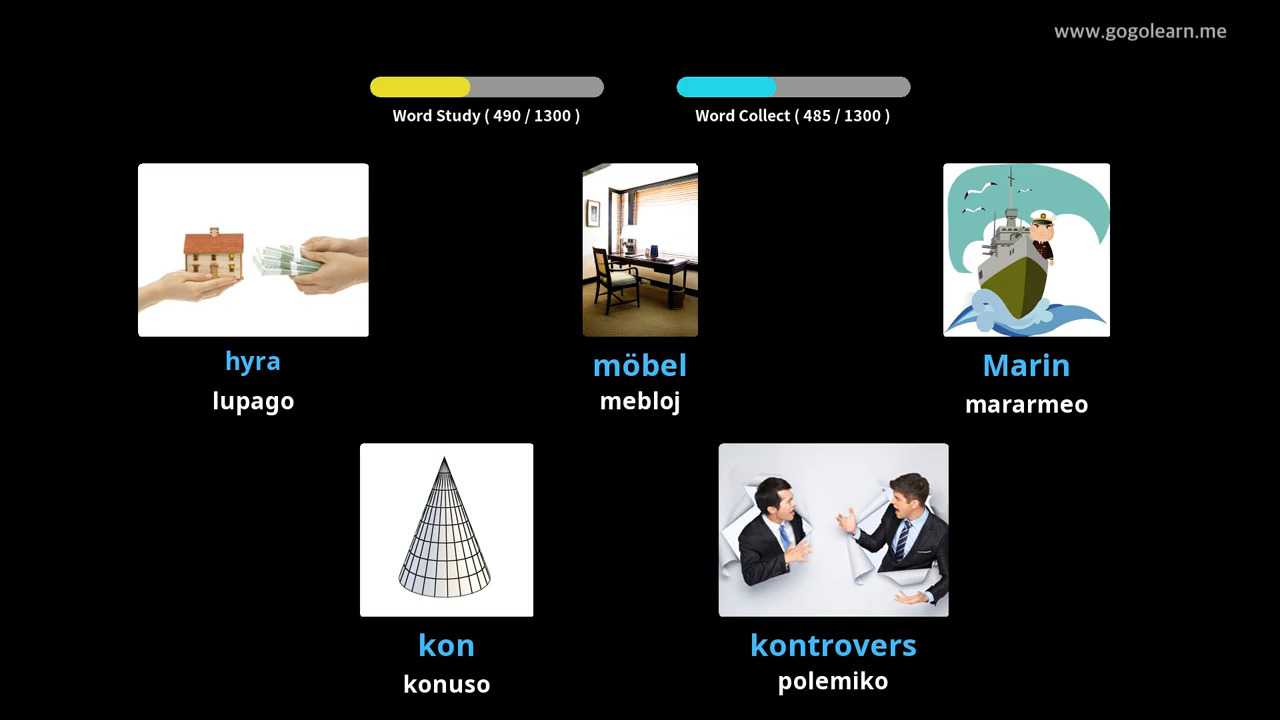 www.gogolearn.me
Word Study ( 490 / 1300 )
Word Collect ( 485 / 1300 )
hyra
lupago
möbel
mebloj
Marin
mararmeo
kon
konuso
kontrovers
polemiko